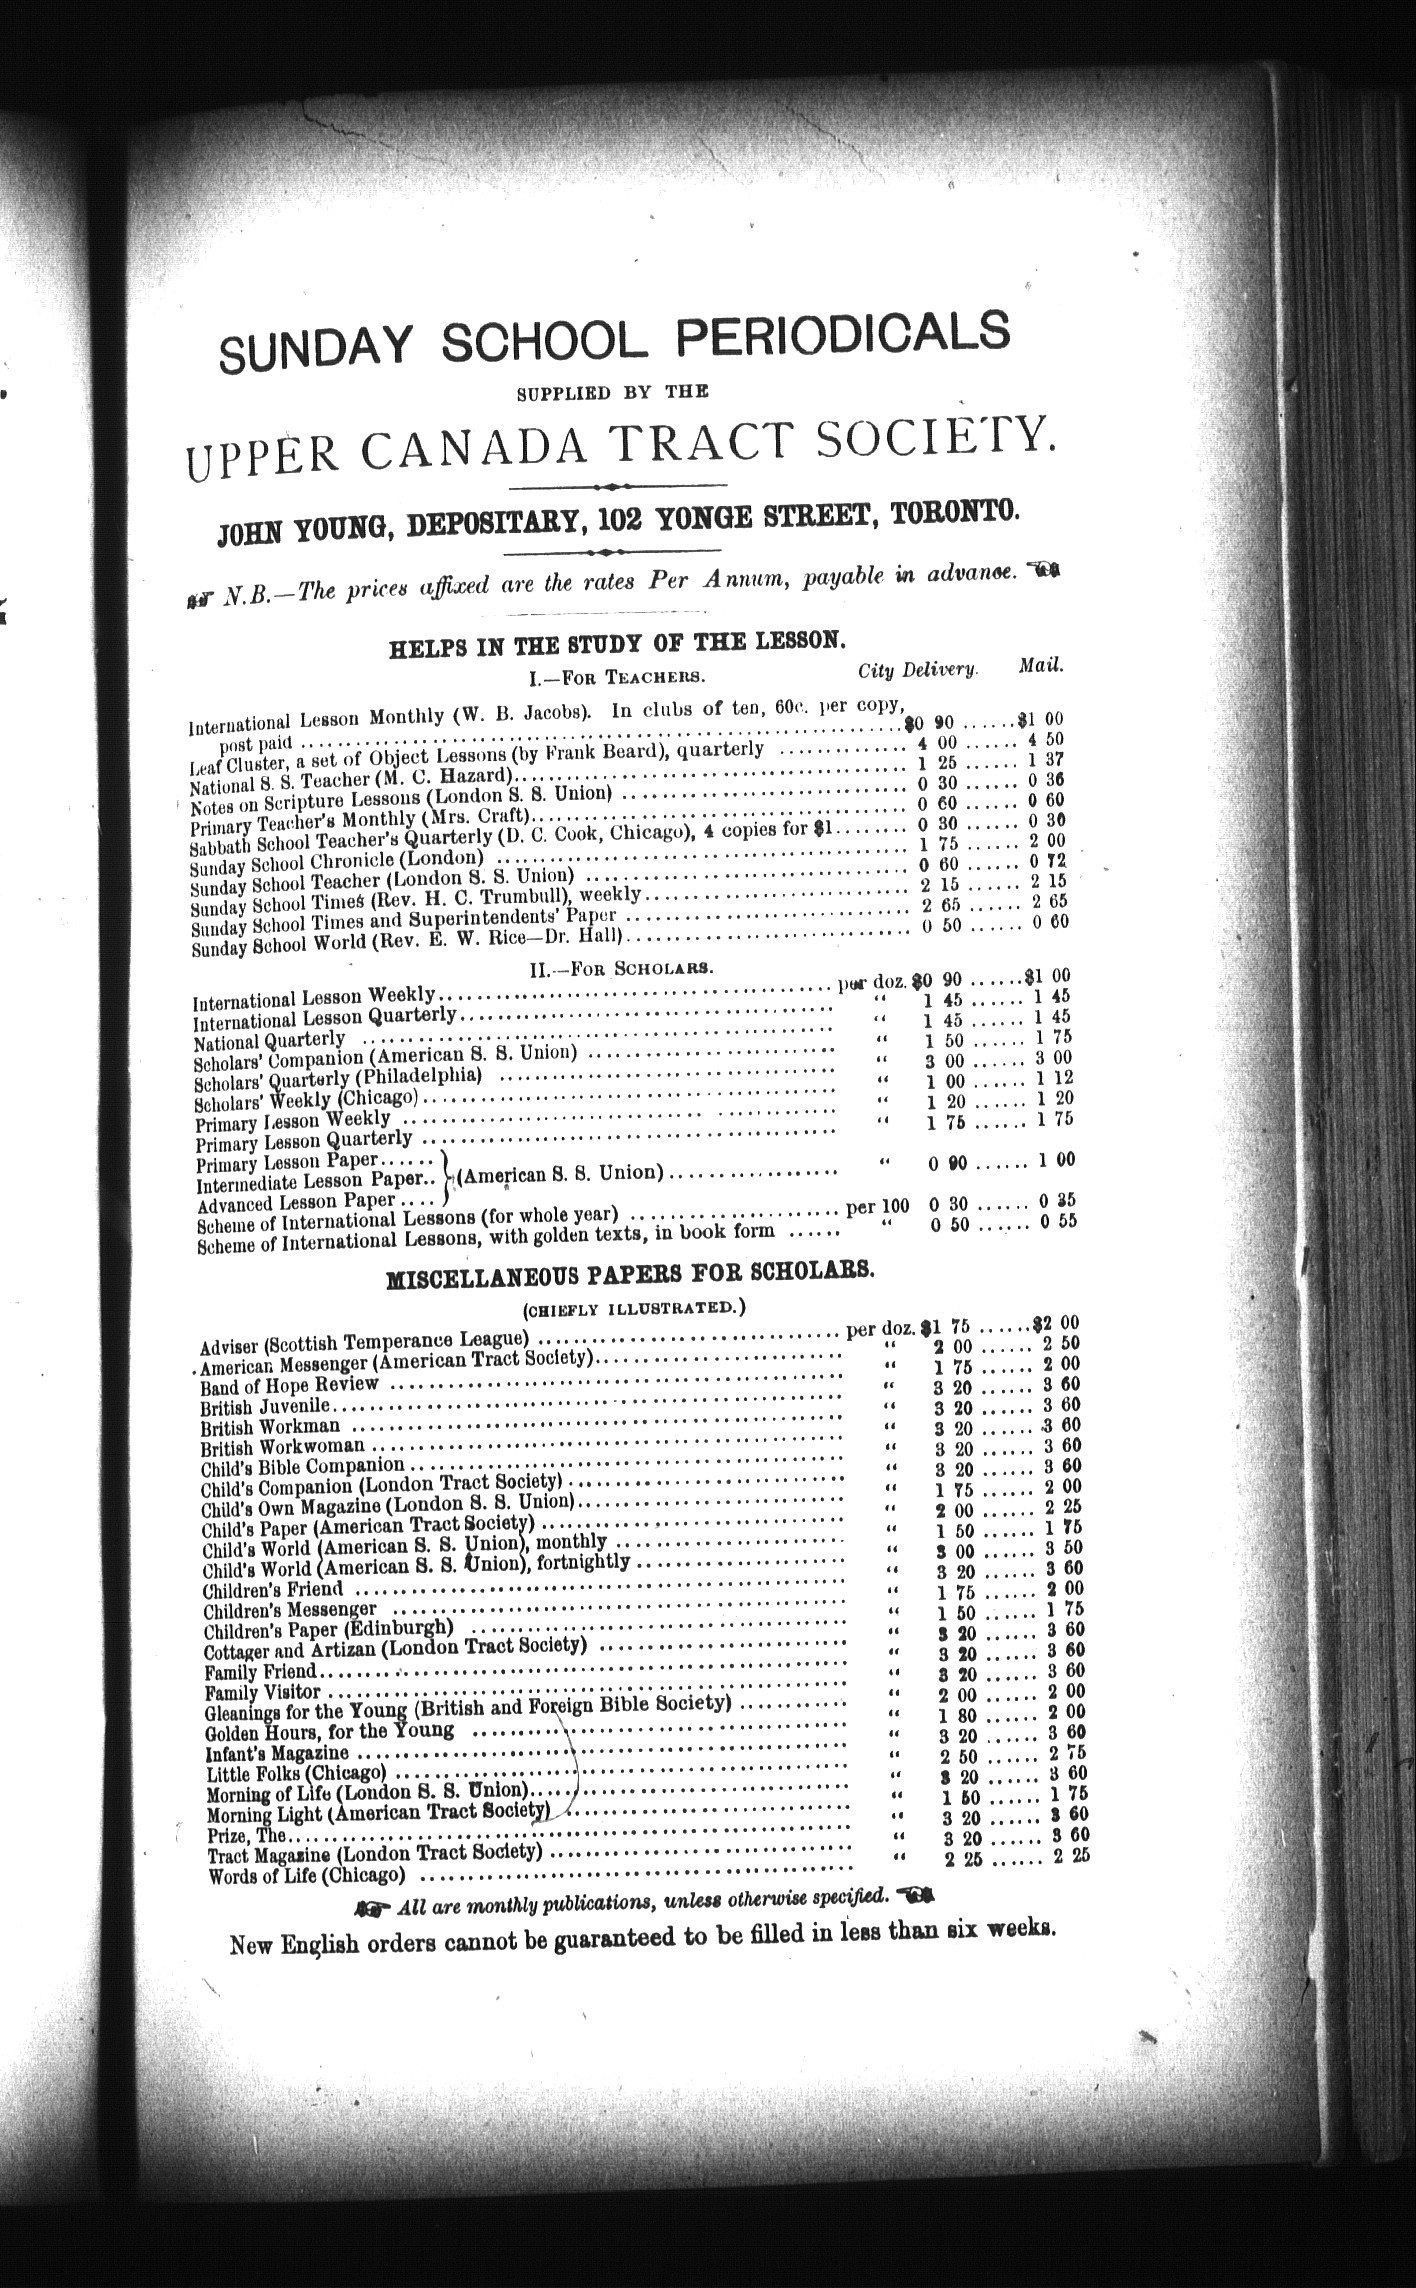 SUNDAY SCHOOL PERIODICALS
SUPPLIED BY THE
UPPER CANADA TRACT SOCIETY.
JOHN YOUNG, DEPOSITARY, 102 YONGE STREET, TORONTO.
N.B.—The prices affixed are the rates Per Annum, payable in advance.
HELPS IN THE STUDY OF THE LESSON.
I.—FOR TEACHERS. City Delivery. Mail.
International Lesson Monthly (W. B. Jacobs). In clubs of ten, 60c. per copy,
post paid ...... $0 90 ...... $1 00
Leaf Cluster, a set of Object Lessons (by Frank Beard), quarterly ...... 4 00 ...... 4 50
National S. S. Teacher (M. C. Hazard) ...... 1 25 ...... 1 37
Notes on Scripture Lessons (London S. S. Union) ...... 0 30 ...... 0 36
Primary Teacher's Monthly (Mrs. Craft) ...... 0 60 ...... 0 60
Sabbath School Teacher's Quarterly (D. C. Cook, Chicago), 4 copies for $1 ...... 0 30 ...... 0 30
Sunday School Chronicle (London) ...... 1 75 ...... 2 00
Sunday School Teacher (London S. S. Union) ...... 0 60 ...... 0 72
Sunday School Times (Rev. H. C. Trumbull), weekly ...... 2 15 ...... 2 15
Sunday School Times and Superintendents' Paper ...... 2 65 ...... 2 65
Sunday School World (Rev. E. W. Rice—Dr. Hall) ...... 0 50 ...... 0 60
II.—FOR SCHOLARS.
International Lesson Weekly ...... per doz. $0 90 ...... $1 00
International Lesson Quarterly ...... " 1 45 ...... 1 45
National Quarterly ...... " 1 45 ...... 1 45
Scholars' Companion (American S. S. Union) ...... " 1 50 ...... 1 75
Scholars' Quarterly (Philadelphia) ...... " 3 00 ...... 3 00
Scholars' Weekly (Chicago) ...... " 1 00 ...... 1 12
Primary Lesson Weekly ...... " 1 20 ...... 1 20
Primary Lesson Quarterly ...... " 1 75 ...... 1 75
Primary Lesson Paper ......
Intermediate Lesson Paper.. } (American S. S. Union) ...... " 0 90 ...... 1 00
Advanced Lesson Paper ....
Scheme of International Lessons (for whole year) ...... per 100 0 30 ...... 0 35
Scheme of International Lessons, with golden texts, in book form ...... " 0 50 ...... 0 55
MISCELLANEOUS PAPERS FOR SCHOLARS.
(CHIEFLY ILLUSTRATED.)
Adviser (Scottish Temperance League) ...... per doz. $1 75 ...... $2 00
American Messenger (American Tract Society) ...... " 2 00 ...... 2 50
Band of Hope Review ...... " 1 75 ...... 2 00
British Juvenile ...... " 3 20 ...... 3 60
British Workman ...... " 3 20 ...... 3 60
British Workwoman ...... " 3 20 ...... 3 60
Child's Bible Companion ...... " 3 20 ...... 3 60
Child's Companion (London Tract Society) ...... " 3 20 ...... 3 60
Child's Own Magazine (London S. S. Union) ...... " 1 75 ...... 2 00
Child's Paper (American Tract Society) ...... " 2 00 ...... 2 25
Child's World (American S. S. Union), monthly ...... " 1 50 ...... 1 75
Child's World (American S. S. Union), fortnightly ...... " 3 00 ...... 3 50
Children's Friend ...... " 3 20 ...... 3 60
Children's Messenger ...... " 1 75 ...... 2 00
Children's Paper (Edinburgh) ...... " 1 50 ...... 1 75
Cottager and Artizan (London Tract Society) ...... " 3 20 ...... 3 60
Family Friend ...... " 3 20 ...... 3 60
Family Visitor ...... " 3 20 ...... 3 60
Gleanings for the Young (British and Foreign Bible Society) ...... " 2 00 ...... 2 00
Golden Hours, for the Young ...... " 1 80 ...... 2 00
Infant's Magazine ...... " 3 20 ...... 3 60
Little Folks (Chicago) ...... " 2 50 ...... 2 75
Morning of Life (London S. S. Union) ...... " 3 20 ...... 3 60
Morning Light (American Tract Society) ...... " 1 50 ...... 1 75
Prize, The ...... " 3 20 ...... 3 60
Tract Magazine (London Tract Society) ...... " 3 20 ...... 3 60
Words of Life (Chicago) ...... " 2 25 ...... 2 25
All are monthly publications, unless otherwise specified.
New English orders cannot be guaranteed to be filled in less than six weeks.